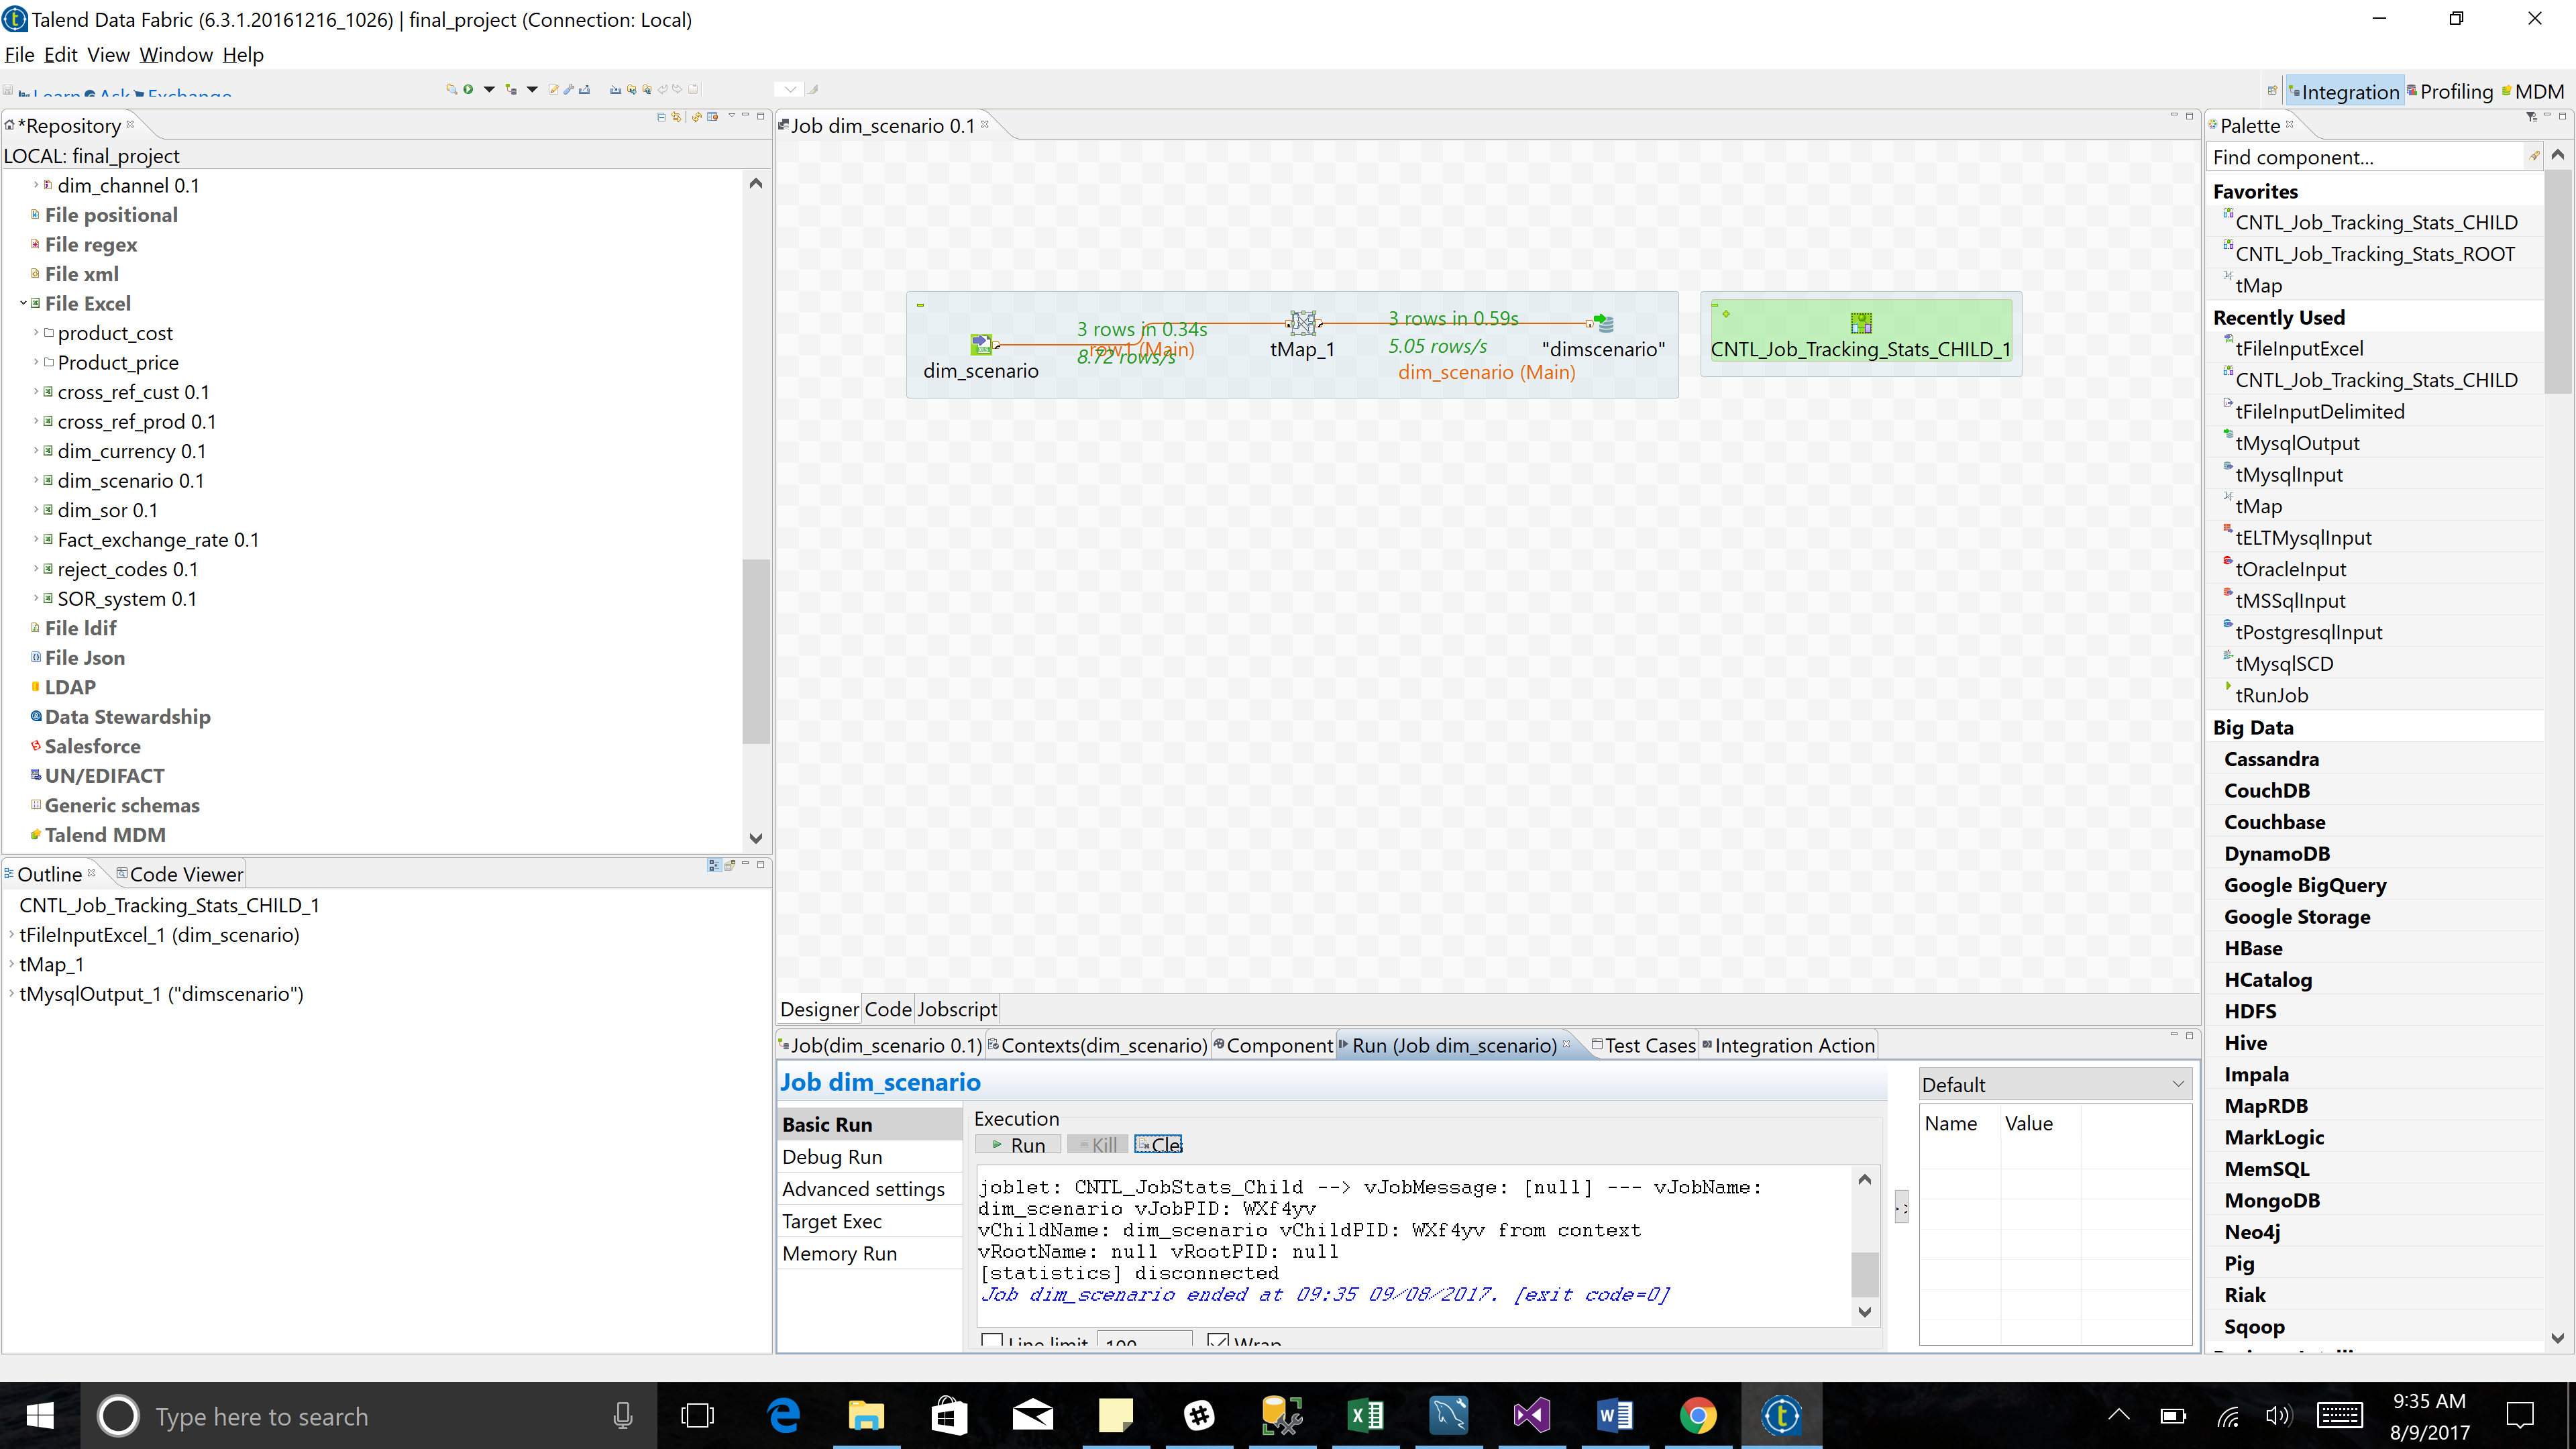 Talend Data Fabric (6.3.1.20161216_1026) | final_project (Connection: Local)
File Edit View Window Help
Learn Ask Exchange
Integration Profiling MDM
*Repository
LOCAL: final_project
dim_channel 0.1
File positional
File regex
File xml
File Excel
product_cost
Product_price
cross_ref_cust 0.1
cross_ref_prod 0.1
dim_currency 0.1
dim_scenario 0.1
dim_sor 0.1
Fact_exchange_rate 0.1
reject_codes 0.1
SOR_system 0.1
File ldif
File Json
LDAP
Data Stewardship
Salesforce
UN/EDIFACT
Generic schemas
Talend MDM
Outline Code Viewer
CNTL_Job_Tracking_Stats_CHILD_1
tFileInputExcel_1 (dim_scenario)
tMap_1
tMysqlOutput_1 ("dimscenario")
Job dim_scenario 0.1
3 rows in 0.34s
row1 (Main)
8.72 rows/s
dim_scenario
tMap_1
3 rows in 0.59s
5.05 rows/s
dim_scenario (Main)
"dimscenario"
CNTL_Job_Tracking_Stats_CHILD_1
Designer Code Jobscript
Job(dim_scenario 0.1) Contexts(dim_scenario) Component Run (Job dim_scenario) Test Cases Integration Action
Job dim_scenario
Basic Run
Debug Run
Advanced settings
Target Exec
Memory Run
Execution
Run Kill Cle
joblet: CNTL_JobStats_Child --> vJobMessage: [null] --- vJobName:
dim_scenario vJobPID: WXf4yv
vChildName: dim_scenario vChildPID: WXf4yv from context
vRootName: null vRootPID: null
[statistics] disconnected
Job dim_scenario ended at 09:35 09/08/2017. [exit code=0]
Line limit 100 Wrap
Default
Name Value
Palette
Find component...
Favorites
CNTL_Job_Tracking_Stats_CHILD
CNTL_Job_Tracking_Stats_ROOT
tMap
Recently Used
tFileInputExcel
CNTL_Job_Tracking_Stats_CHILD
tFileInputDelimited
tMysqlOutput
tMysqlInput
tMap
tELTMysqlInput
tOracleInput
tMSSqlInput
tPostgresqlInput
tMysqlSCD
tRunJob
Big Data
Cassandra
CouchDB
Couchbase
DynamoDB
Google BigQuery
Google Storage
HBase
HCatalog
HDFS
Hive
Impala
MapRDB
MarkLogic
MemSQL
MongoDB
Neo4j
Pig
Riak
Sqoop
Type here to search
9:35 AM
8/9/2017